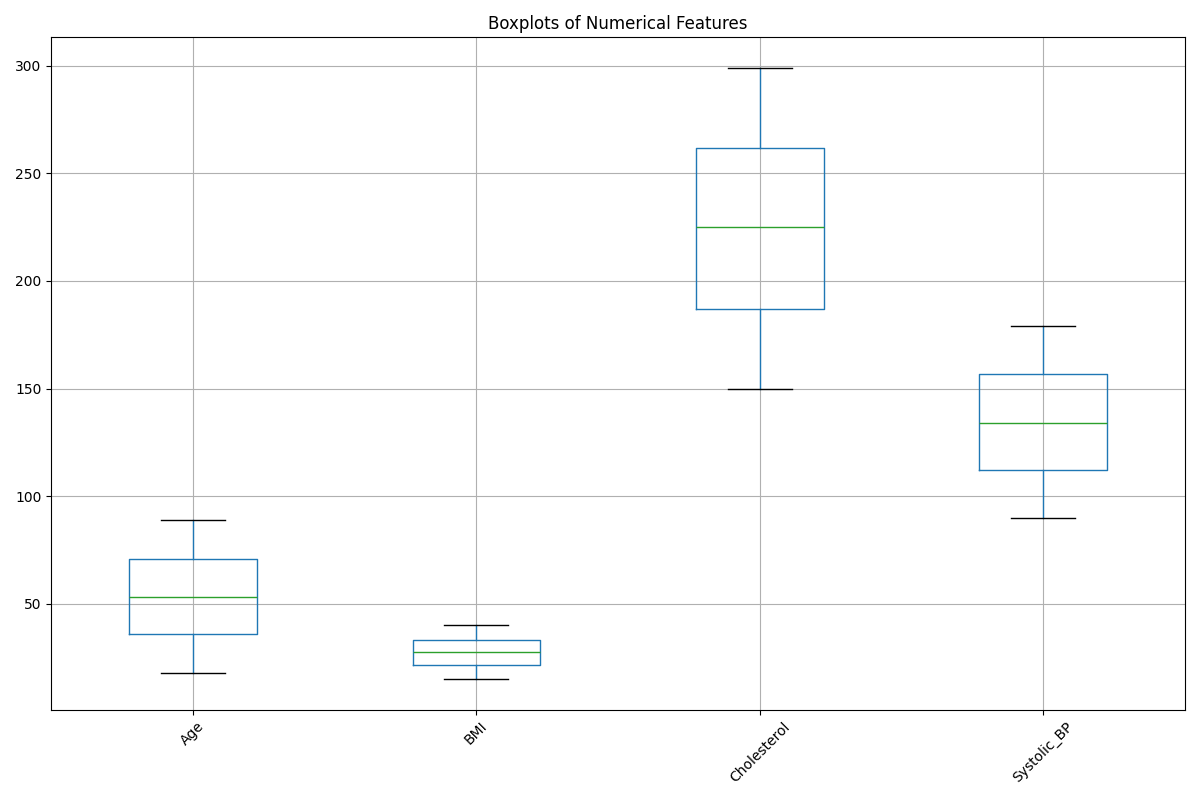 Boxplots of Numerical Features
300
250
200
150
100
50
Age
BMI
Cholesterol
Systolic_BP